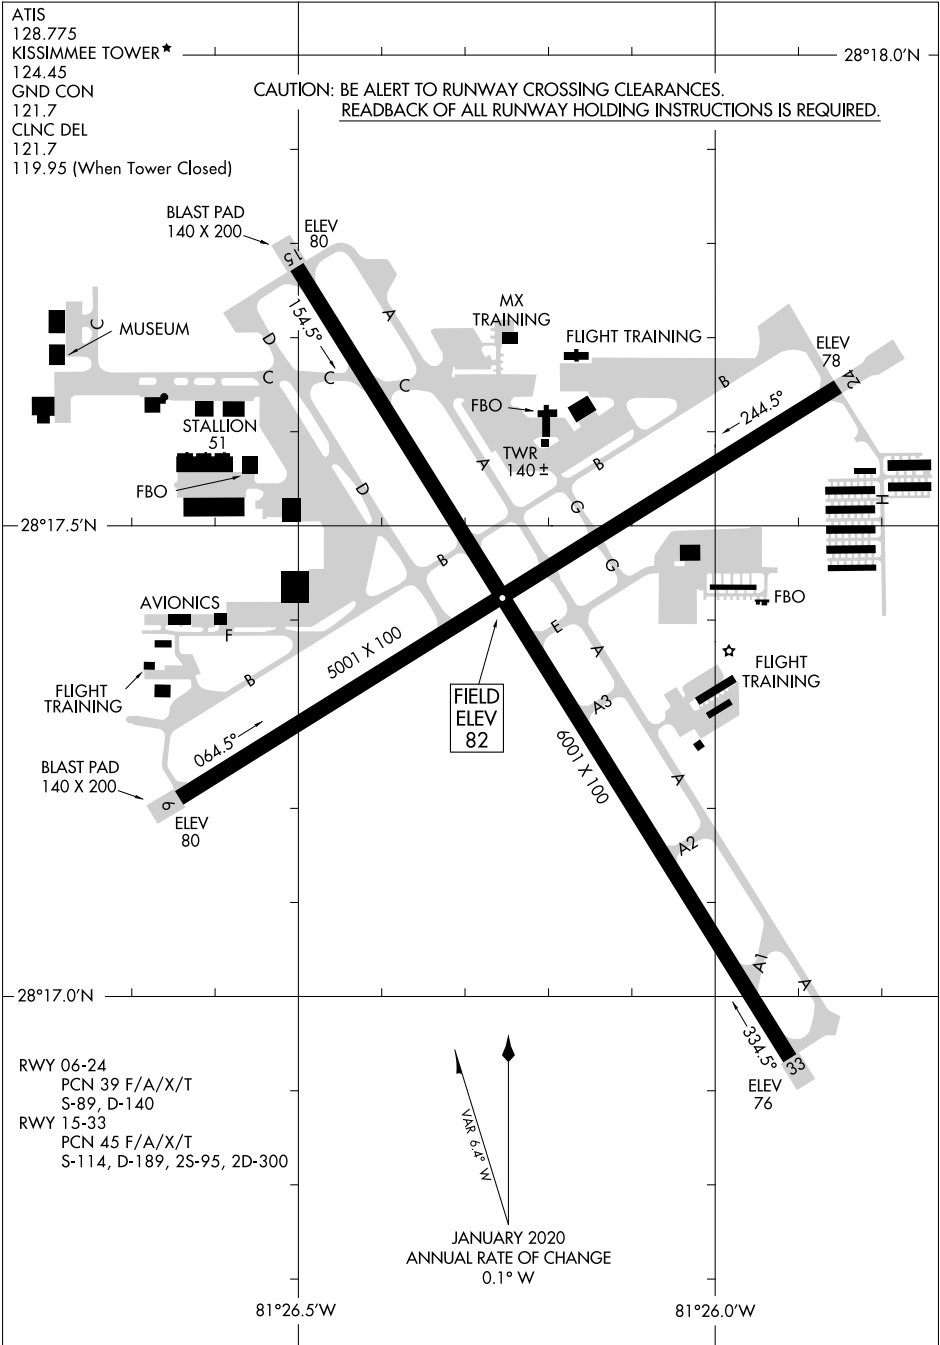 ATIS
128.775
KISSIMMEE TOWER★
124.45
GND CON
121.7
CLNC DEL
121.7
119.95 (When Tower Closed)
28°18.0'N
CAUTION: BE ALERT TO RUNWAY CROSSING CLEARANCES.
READBACK OF ALL RUNWAY HOLDING INSTRUCTIONS IS REQUIRED.
BLAST PAD
140 X 200
ELEV
80
15
154.5°
A
C
MUSEUM
D
C
C
C
MX
TRAINING
FLIGHT TRAINING
ELEV
78
24
B
244.5°
FBO
TWR
140 ±
STALLION
51
FBO
D
A
B
G
H
28°17.5'N
B
G
FBO
AVIONICS
F
E
A
FLIGHT
TRAINING
FLIGHT
TRAINING
B
5001 X 100
FIELD
ELEV
82
A3
064.5°
6001 X 100
BLAST PAD
140 X 200
6
ELEV
80
A
A2
A1
A
28°17.0'N
334.5°
33
ELEV
76
RWY 06-24
PCN 39 F/A/X/T
S-89, D-140
RWY 15-33
PCN 45 F/A/X/T
S-114, D-189, 2S-95, 2D-300
VAR 6.4° W
JANUARY 2020
ANNUAL RATE OF CHANGE
0.1° W
81°26.5'W
81°26.0'W